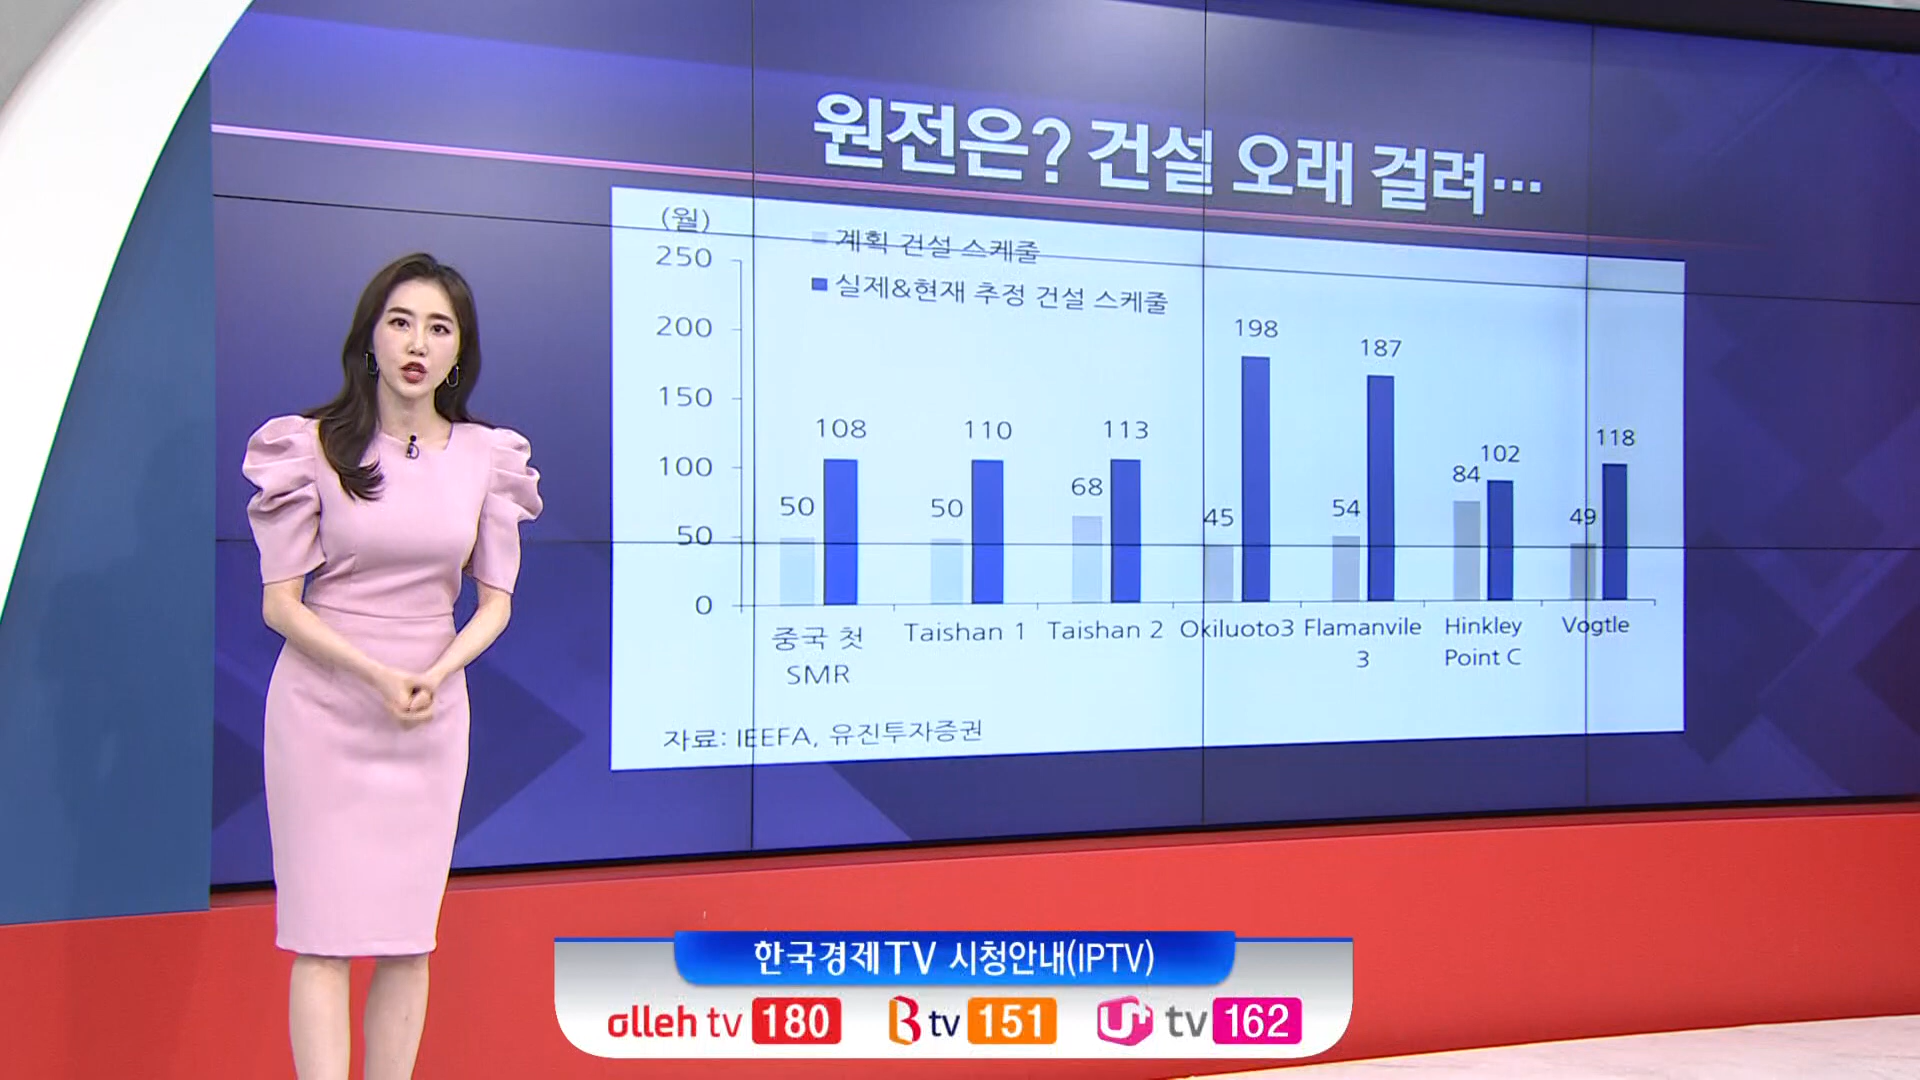 원전은? 건설 오래 걸려…
(월)
계획 건설 스케줄
실제&현재 추정 건설 스케줄
250
200
150
100
50
0
50 108
50 110
68 113
45 198
54 187
84 102
49 118
중국 첫 SMR
Taishan 1
Taishan 2
Okiluoto3
Flamanvile 3
Hinkley Point C
Vogtle
자료: IEEFA, 유진투자증권
한국경제TV 시청안내(IPTV)
olleh tv 180 B tv 151 U+ tv 162